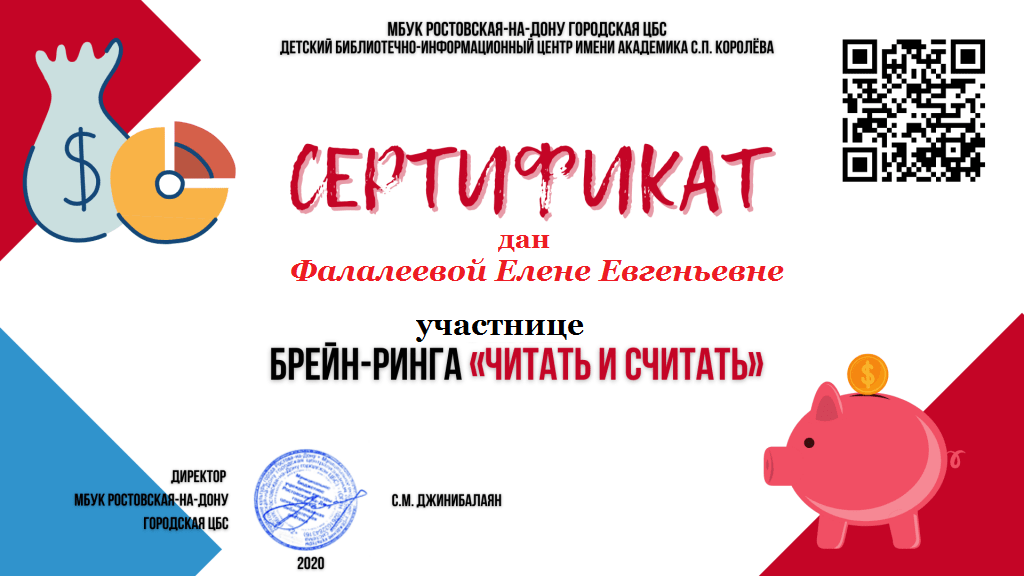 МБУК РОСТОВСКАЯ-НА-ДОНУ ГОРОДСКАЯ ЦБС
ДЕТСКИЙ БИБЛИОТЕЧНО-ИНФОРМАЦИОННЫЙ ЦЕНТР ИМЕНИ АКАДЕМИКА С.П. КОРОЛЁВА
СЕРТИФИКАТ
дан
Фалалеевой Елене Евгеньевне
участнице
БРЕЙН-РИНГА «ЧИТАТЬ И СЧИТАТЬ»
ДИРЕКТОР
МБУК РОСТОВСКАЯ-НА-ДОНУ
ГОРОДСКАЯ ЦБС
С.М. ДЖИНИБАЛАЯН
2020